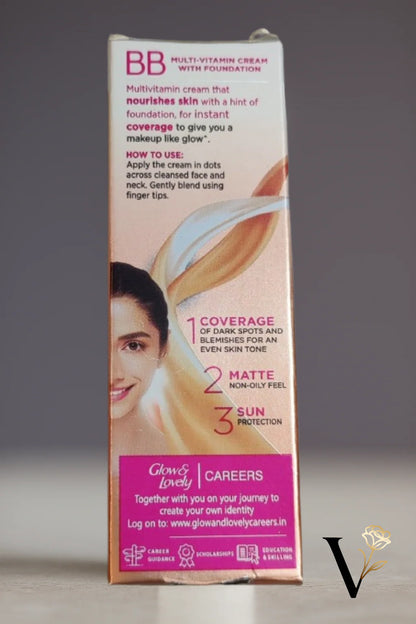 BB MULTI-VITAMIN CREAM
WITH FOUNDATION
Multivitamin cream that
nourishes skin with a hint of
foundation, for instant
coverage to give you a
makeup like glow*.
HOW TO USE:
Apply the cream in dots
across cleansed face and
neck. Gently blend using
finger tips.
1 COVERAGE
OF DARK SPOTS AND
BLEMISHES FOR AN
EVEN SKIN TONE
2 MATTE
NON-OILY FEEL
3 SUN
PROTECTION
Glow &
Lovely | CAREERS
Together with you on your journey to
create your own identity
Log on to: www.glowandlovelycareers.in
CAREER
GUIDANCE
SCHOLARSHIPS
EDUCATION
& SKILLING
V